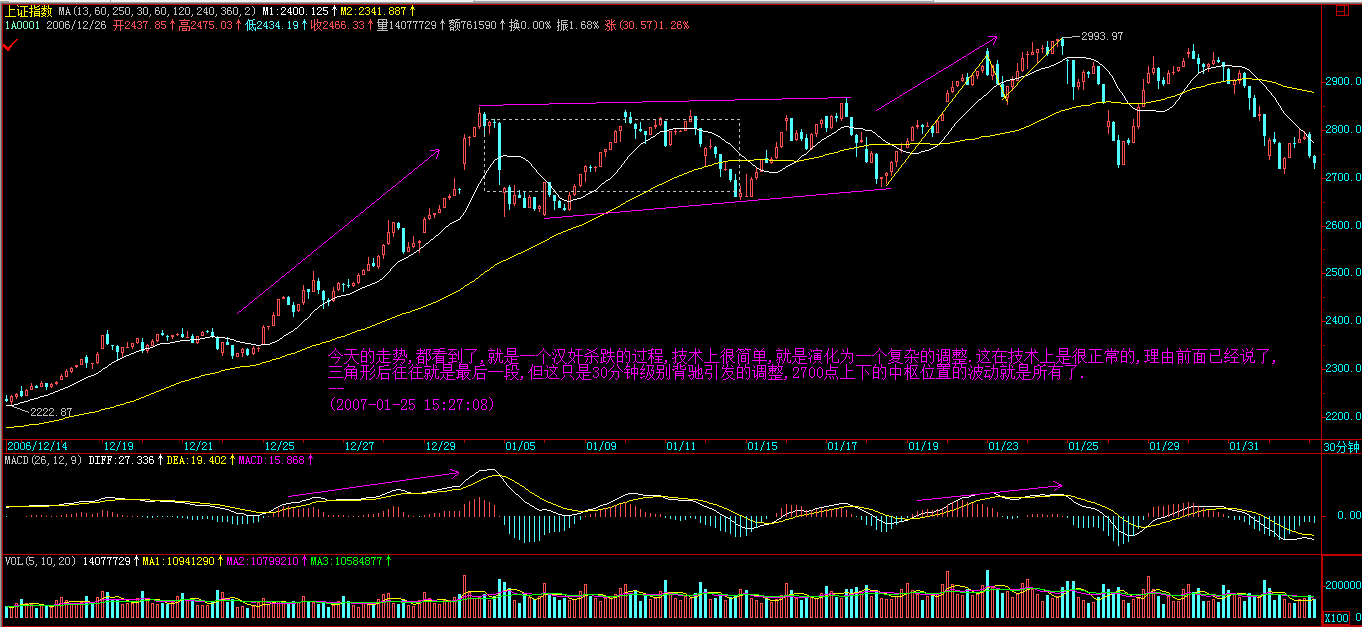 上证指数 MA(13,60,250,30,60,120,240,360,2) M1:2400.125↑M2:2341.887↑
1A0001 2006/12/26 开2437.85↑高2475.03↑低2434.19↑收2466.33↑量14077729↑额761590↑换0.00% 振1.68% 涨(30.57)1.26%
2993.97
2900.0
2800.0
2700.0
2600.0
2500.0
2400.0
2300.0
2200.0
今天的走势,都看到了,就是一个汉奸杀跌的过程,技术上很简单,就是演化为一个复杂的调整.这在技术上是很正常的,理由前面已经说了,
三角形后往往就是最后一段,但这只是30分钟级别背驰引发的调整,2700点上下的中枢位置的波动就是所有了.
--
(2007-01-25 15:27:08)
2222.87
2006/12/14 12/19 12/21 12/25 12/27 12/29 01/05 01/09 01/11 01/15 01/17 01/19 01/23 01/25 01/29 01/31 30分钟
MACD(26,12,9) DIFF:27.336↑DEA:19.402↑MACD:15.868↑
0.00
VOL(5,10,20) 14077729↑MA1:10941290↑MA2:10799210↑MA3:10584877↑
200000
X100 0